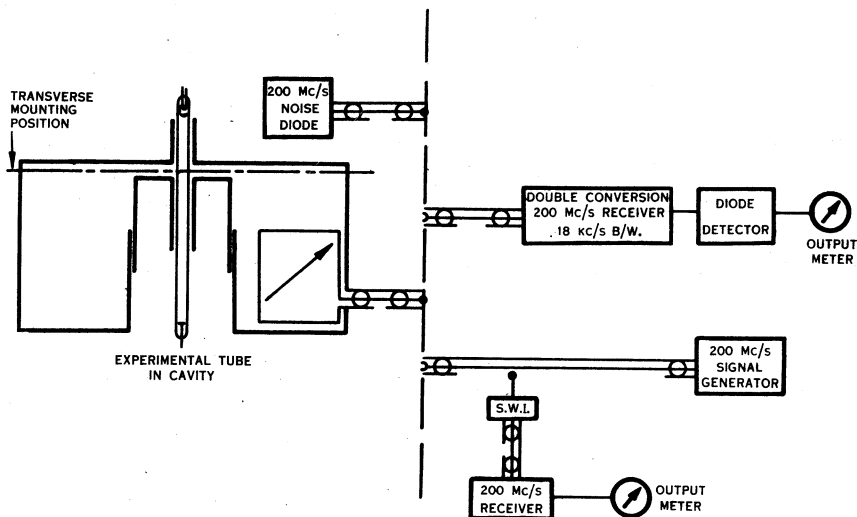 TRANSVERSE
MOUNTING
POSITION
200 Mc/s
NOISE
DIODE
DOUBLE CONVERSION
200 Mc/s RECEIVER
18 KC/S B/W.
DIODE
DETECTOR
OUTPUT
METER
EXPERIMENTAL TUBE
IN CAVITY
200 Mc/s
SIGNAL
GENERATOR
S.W.I.
200 Mc/s
RECEIVER
OUTPUT
METER